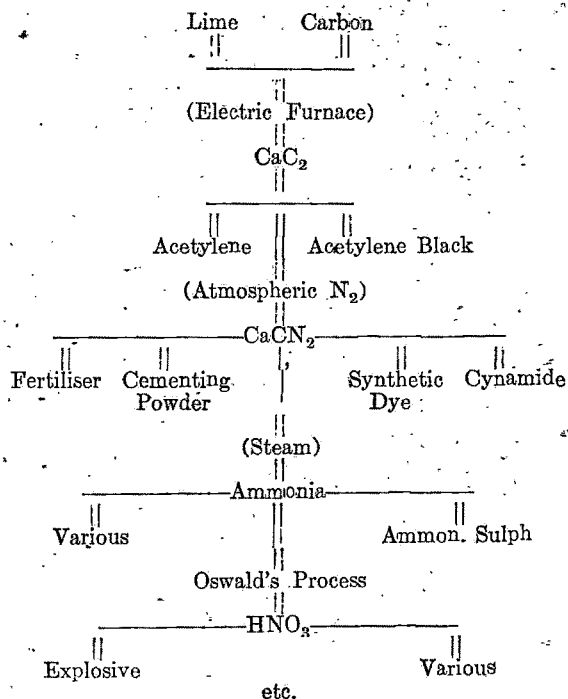 Lime Carbon
(Electric Furnace)
CaC₂
Acetylene Acetylene Black
(Atmospheric N₂)
CaCN₂
Fertiliser Cementing Powder Synthetic Dye Cynamide
(Steam)
Ammonia
Various Ammon. Sulph
Oswald's Process
HNO₃
Explosive Various
etc.